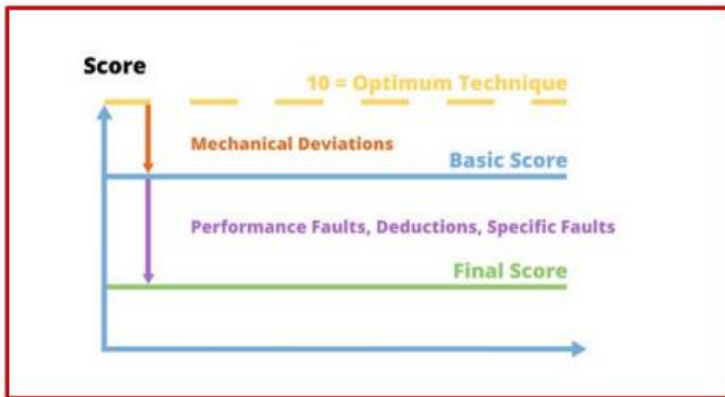 Score
10 = Optimum Technique
Mechanical Deviations
Basic Score
Performance Faults, Deductions, Specific Faults
Final Score